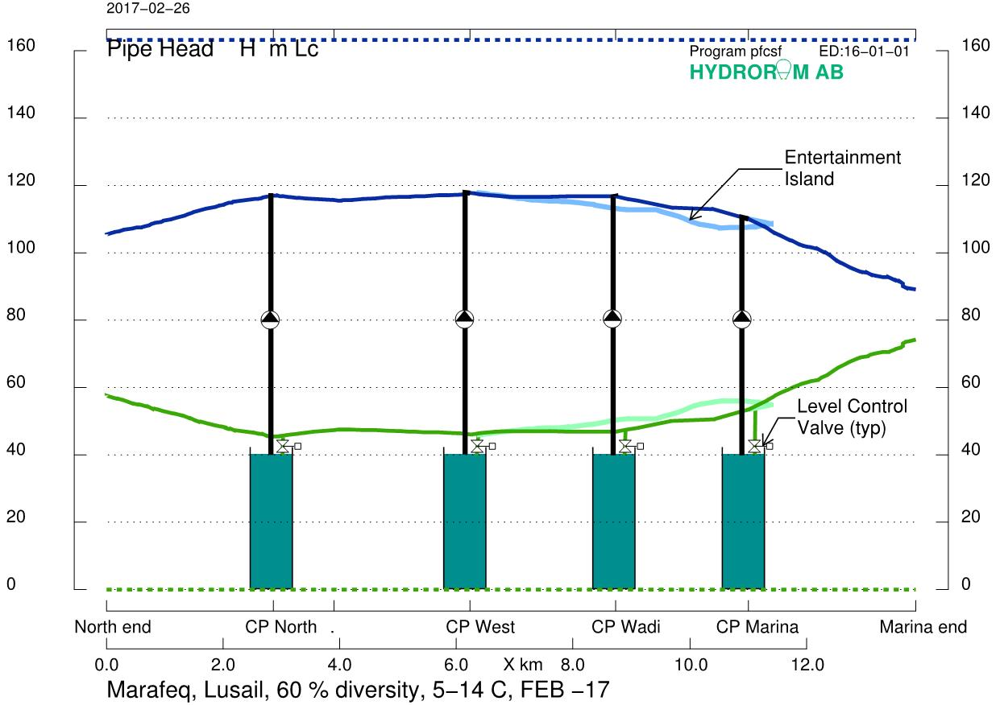 2017-02-26
Pipe Head H m Lc
Program pfcsf ED:16-01-01
HYDRORAM AB
160 160
140 140
Entertainment
Island
120 120
100 100
80 80
60 60
Level Control
Valve (typ)
40 40
20 20
0 0
North end CP North . CP West CP Wadi CP Marina Marina end
0.0 2.0 4.0 6.0 X km 8.0 10.0 12.0
Marafeq, Lusail, 60 % diversity, 5-14 C, FEB -17